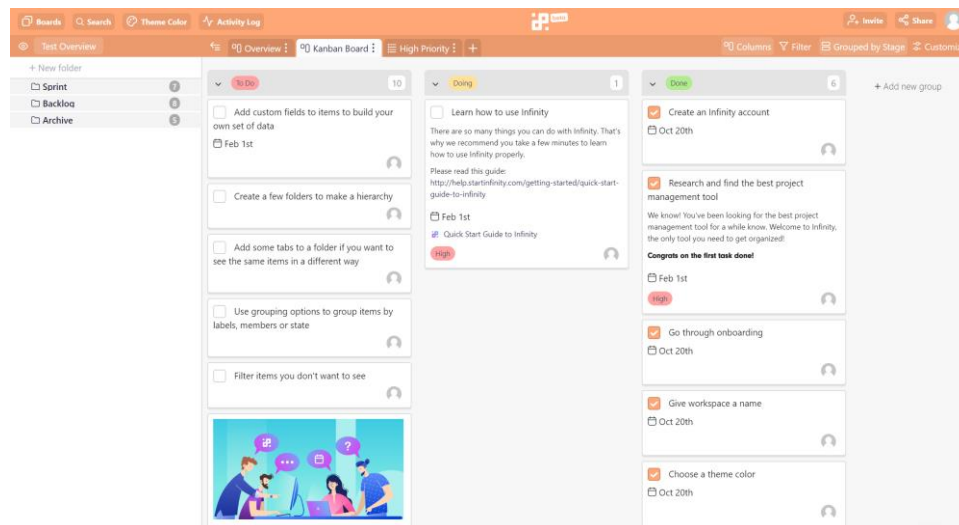 Boards Search Theme Color Activity Log
beta
Invite Share
Test Overview
Overview Kanban Board High Priority +
Columns Filter Grouped by Stage Customiz
+ New folder
Sprint 7
Backlog 8
Archive 5
To Do 10
Add custom fields to items to build your
own set of data
Feb 1st
Create a few folders to make a hierarchy
Add some tabs to a folder if you want to
see the same items in a different way
Use grouping options to group items by
labels, members or state
Filter items you don't want to see
?
Doing 1
Learn how to use Infinity
There are so many things you can do with Infinity. That's
why we recommend you take a few minutes to learn
how to use Infinity properly.
Please read this guide:
http://help.startinfinity.com/getting-started/quick-start-
guide-to-infinity
Feb 1st
Quick Start Guide to Infinity
High
Done 6
Create an Infinity account
Oct 20th
Research and find the best project
management tool
We know! You've been looking for the best project
management tool for a while know. Welcome to Infinity,
the only tool you need to get organized!
Congrats on the first task done!
Feb 1st
High
Go through onboarding
Oct 20th
Give workspace a name
Oct 20th
Choose a theme color
Oct 20th
+ Add new group